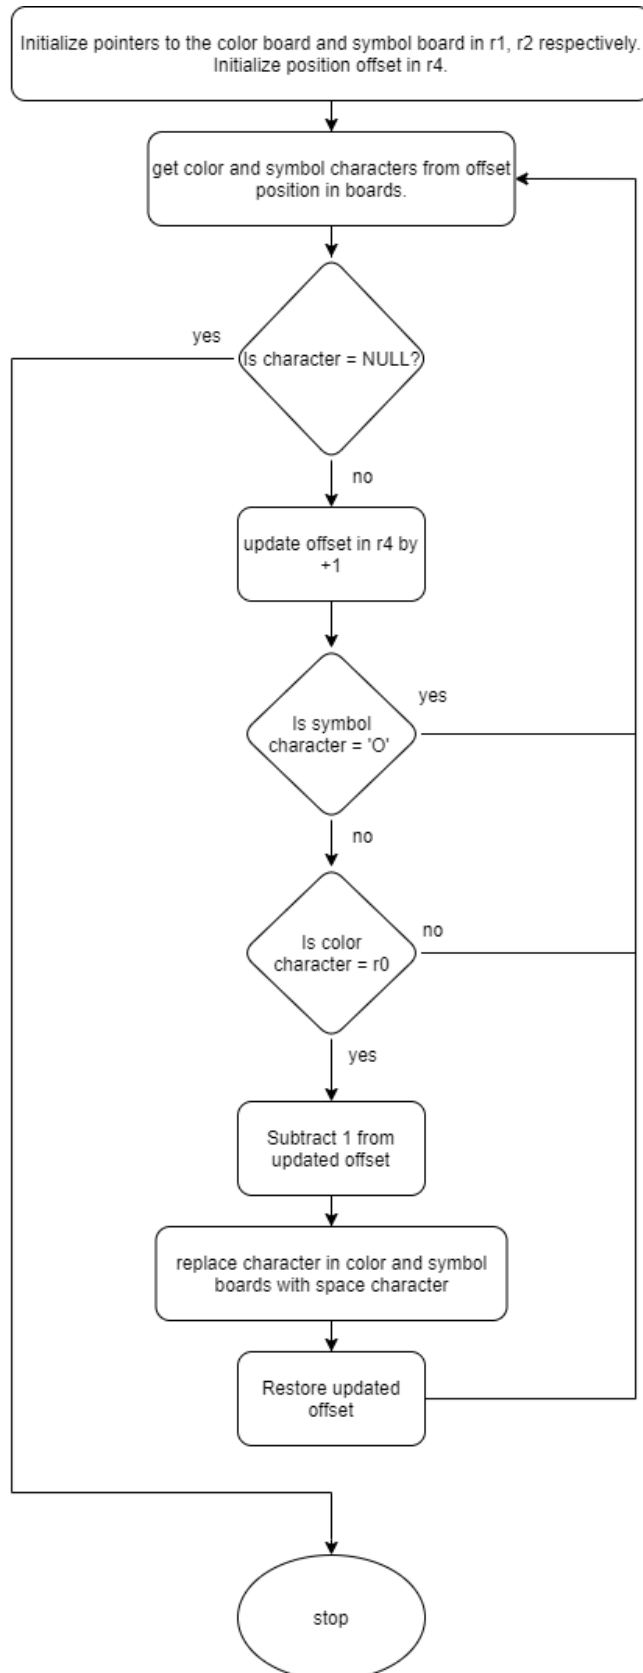 Initialize pointers to the color board and symbol board in r1, r2 respectively.
Initialize position offset in r4.
get color and symbol characters from offset
position in boards.
yes
Is character = NULL?
no
update offset in r4 by
+1
Is symbol
character = 'O'
yes
no
Is color
character = r0
no
yes
Subtract 1 from
updated offset
replace character in color and symbol
boards with space character
Restore updated
offset
stop